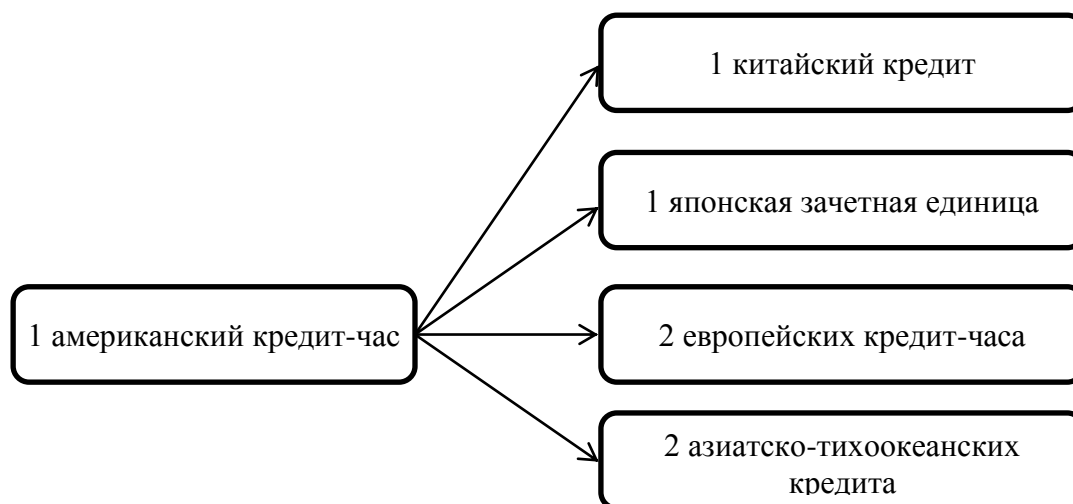 1 китайский кредит
1 японская зачетная единица
1 американский кредит-час
2 европейских кредит-часа
2 азиатско-тихоокеанских
кредита